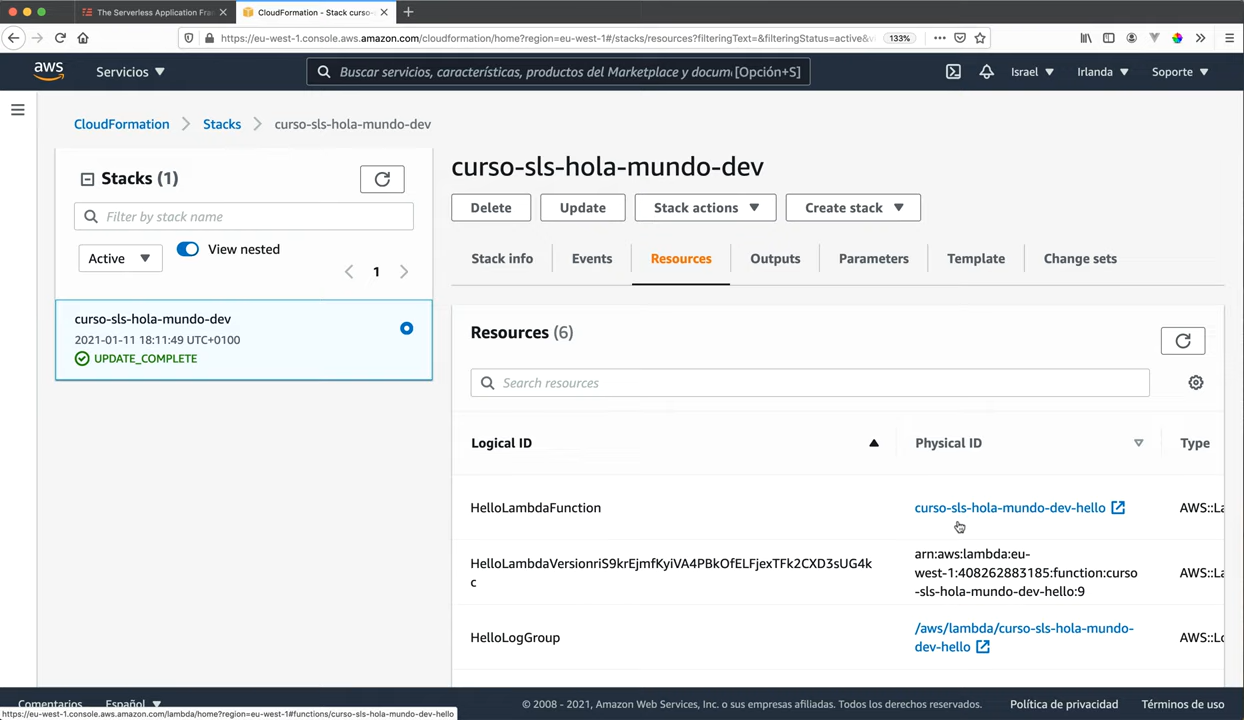 The Serverless Application Fra
CloudFormation - Stack curso-
https://eu-west-1.console.aws.amazon.com/cloudformation/home?region=eu-west-1#/stacks/resources?filteringText=&filteringStatus=active&v
133%
aws
Servicios
Buscar servicios, características, productos del Marketplace y docum [Opción+S]
Israel
Irlanda
Soporte
CloudFormation
Stacks
curso-sls-hola-mundo-dev
Stacks (1)
Filter by stack name
Active
View nested
1
curso-sls-hola-mundo-dev
2021-01-11 18:11:49 UTC+0100
UPDATE_COMPLETE
curso-sls-hola-mundo-dev
Delete
Update
Stack actions
Create stack
Stack info
Events
Resources
Outputs
Parameters
Template
Change sets
Resources (6)
Search resources
Logical ID
Physical ID
Type
HelloLambdaFunction
curso-sls-hola-mundo-dev-hello
AWS::La
HelloLambdaVersionriS9krEjmfKyiVA4PBkOfELFjexTFk2CXD3sUG4k
c
arn:aws:lambda:eu-
west-1:408262883185:function:curso
-sls-hola-mundo-dev-hello:9
AWS::La
HelloLogGroup
/aws/lambda/curso-sls-hola-mundo-
dev-hello
AWS::Lo
Comentarios
Español
© 2008 - 2021, Amazon Web Services, Inc. o sus empresas afiliadas. Todos los derechos reservados.
Política de privacidad
Términos de uso
https://eu-west-1.console.aws.amazon.com/lambda/home?region=eu-west-1#functions/curso-sls-hola-mundo-dev-hello